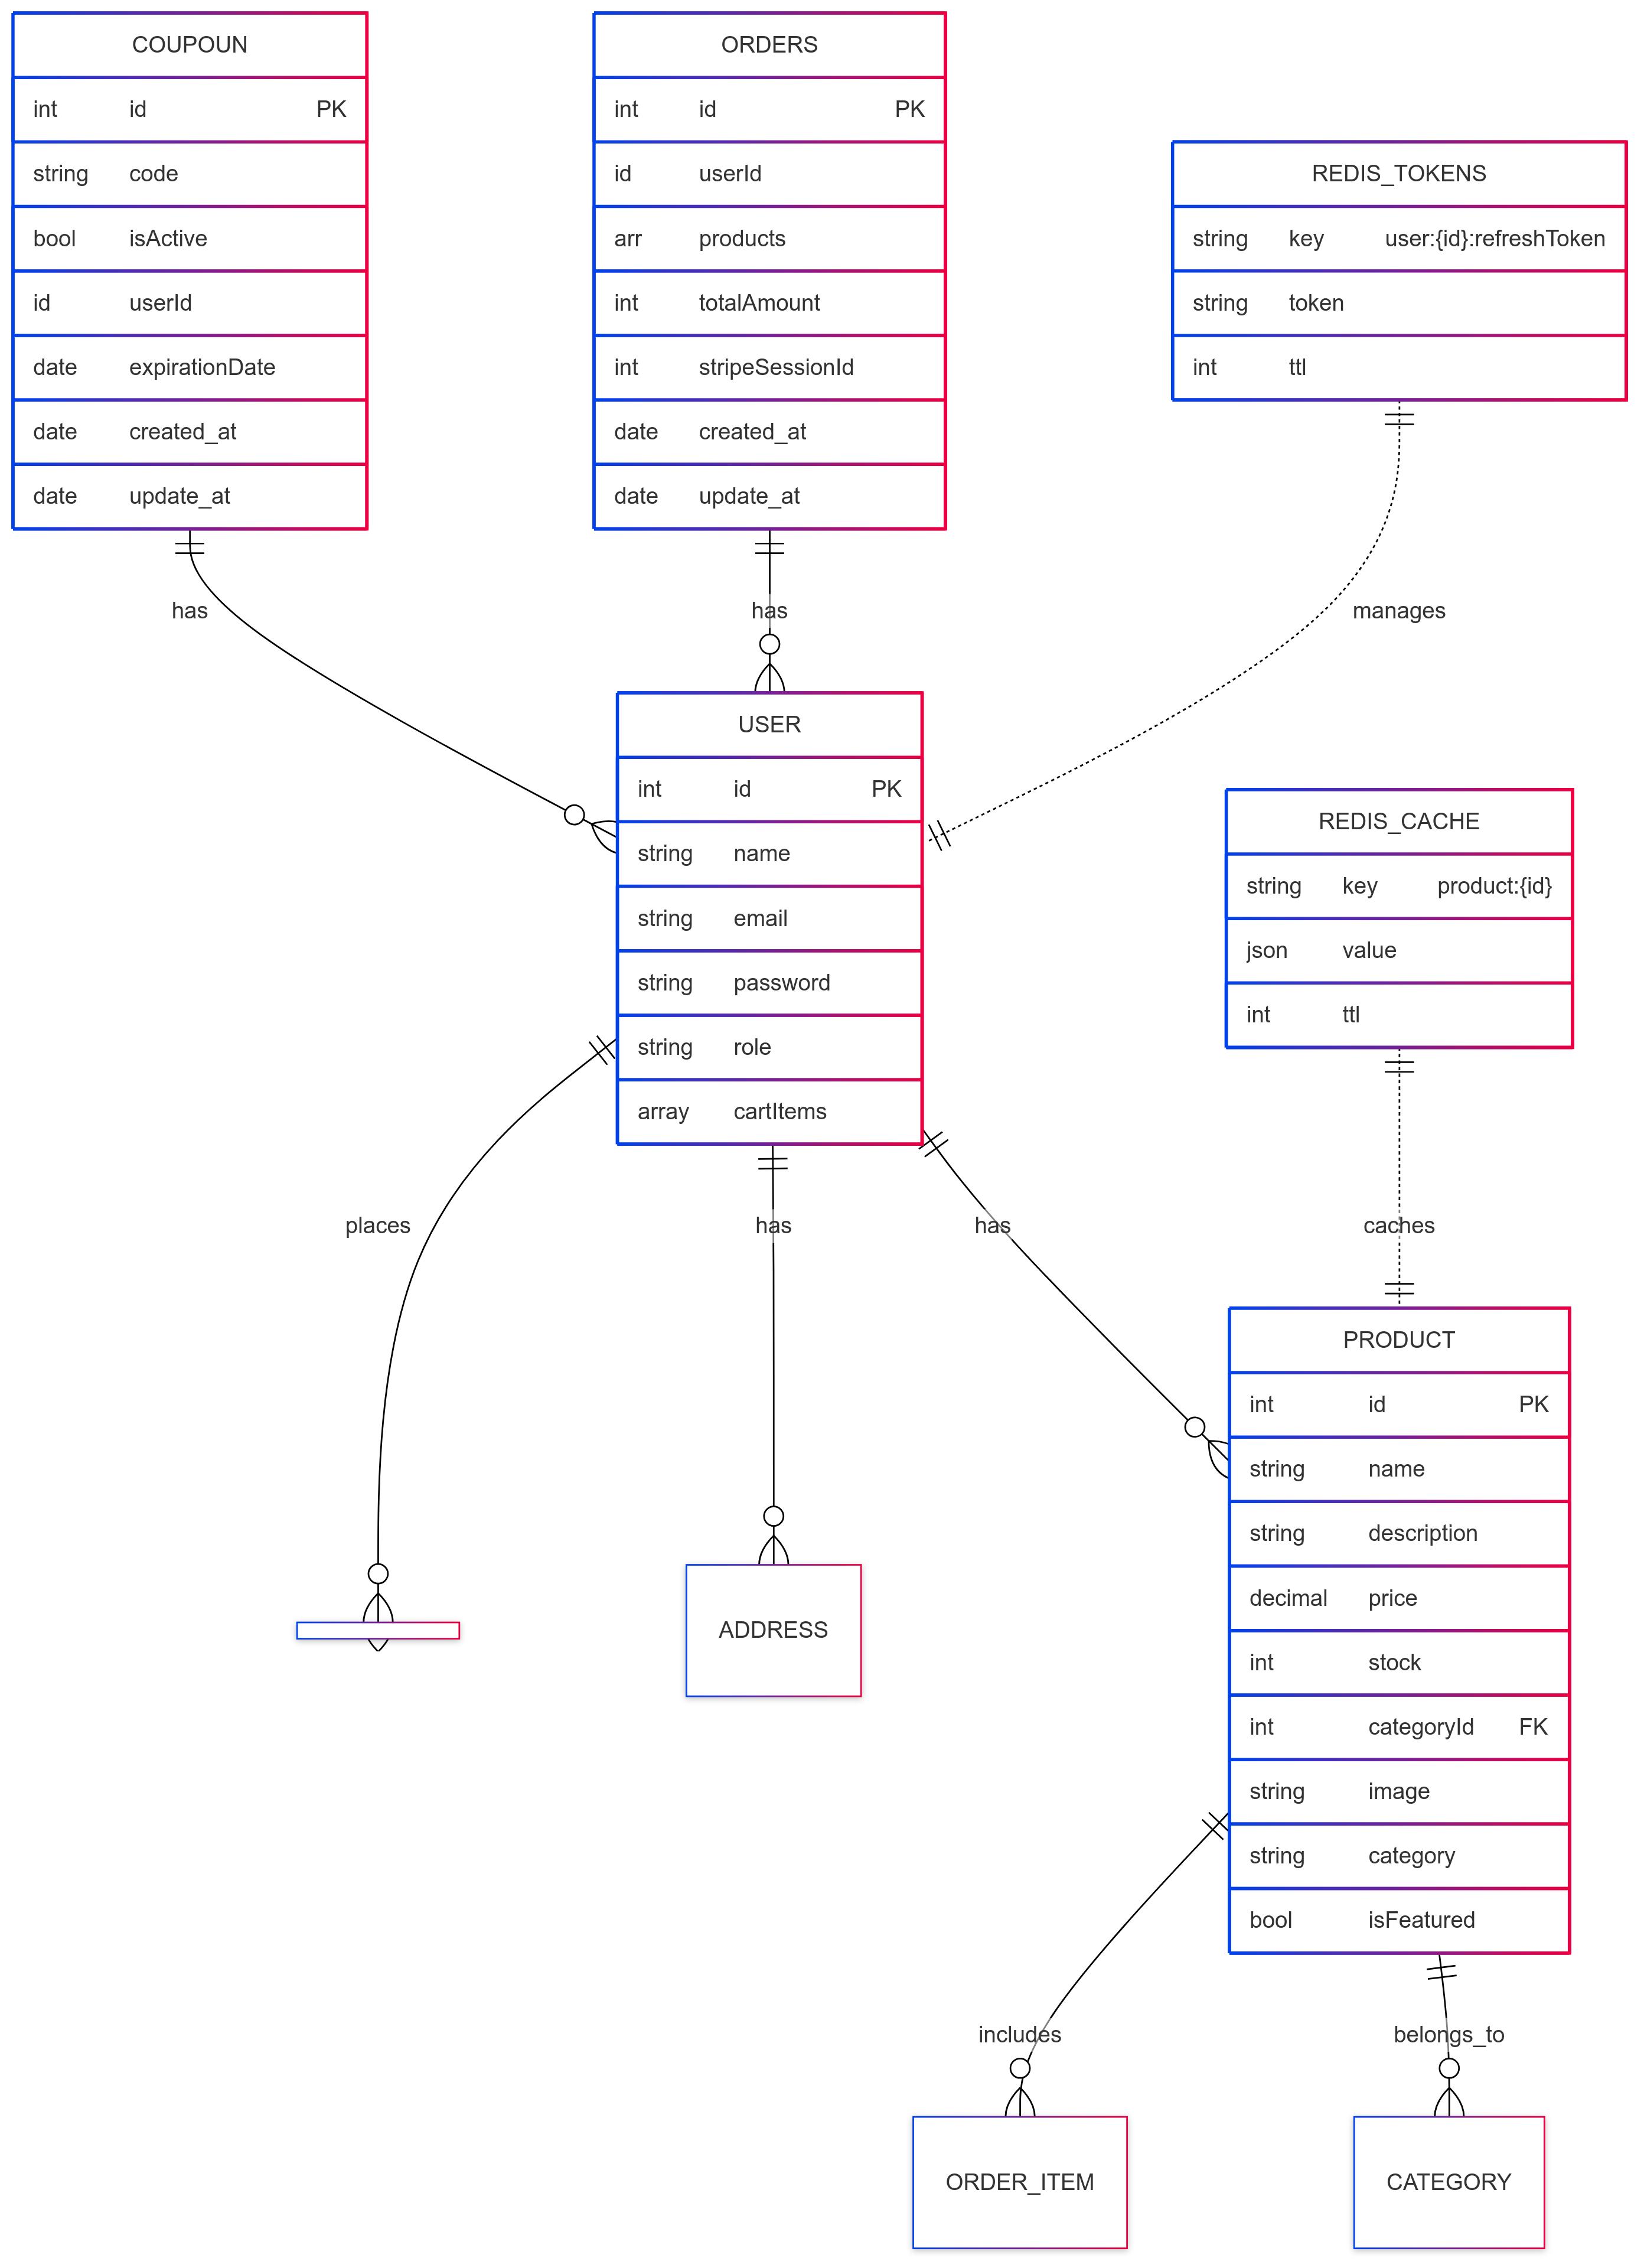 COUPOUN
int id PK
string code
bool isActive
id userId
date expirationDate
date created_at
date update_at
ORDERS
int id PK
id userId
arr products
int totalAmount
int stripeSessionId
date created_at
date update_at
REDIS_TOKENS
string key user:{id}:refreshToken
string token
int ttl
has
has
manages
USER
int id PK
string name
string email
string password
string role
array cartItems
REDIS_CACHE
string key product:{id}
json value
int ttl
places
has
has
caches
PRODUCT
int id PK
string name
string description
decimal price
int stock
int categoryId FK
string image
string category
bool isFeatured
ADDRESS
includes
belongs_to
ORDER_ITEM
CATEGORY